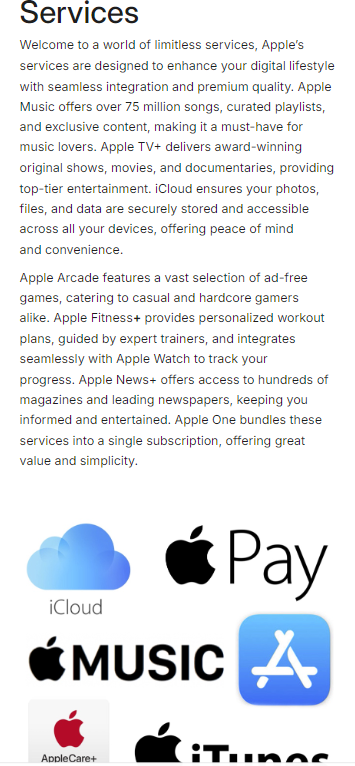 Services
Welcome to a world of limitless services, Apple's
services are designed to enhance your digital lifestyle
with seamless integration and premium quality. Apple
Music offers over 75 million songs, curated playlists,
and exclusive content, making it a must-have for
music lovers. Apple TV+ delivers award-winning
original shows, movies, and documentaries, providing
top-tier entertainment. iCloud ensures your photos,
files, and data are securely stored and accessible
across all your devices, offering peace of mind
and convenience.
Apple Arcade features a vast selection of ad-free
games, catering to casual and hardcore gamers
alike. Apple Fitness+ provides personalized workout
plans, guided by expert trainers, and integrates
seamlessly with Apple Watch to track your
progress. Apple News+ offers access to hundreds of
magazines and leading newspapers, keeping you
informed and entertained. Apple One bundles these
services into a single subscription, offering great
value and simplicity.
iCloud
Pay
MUSIC
AppleCare+
iTunes